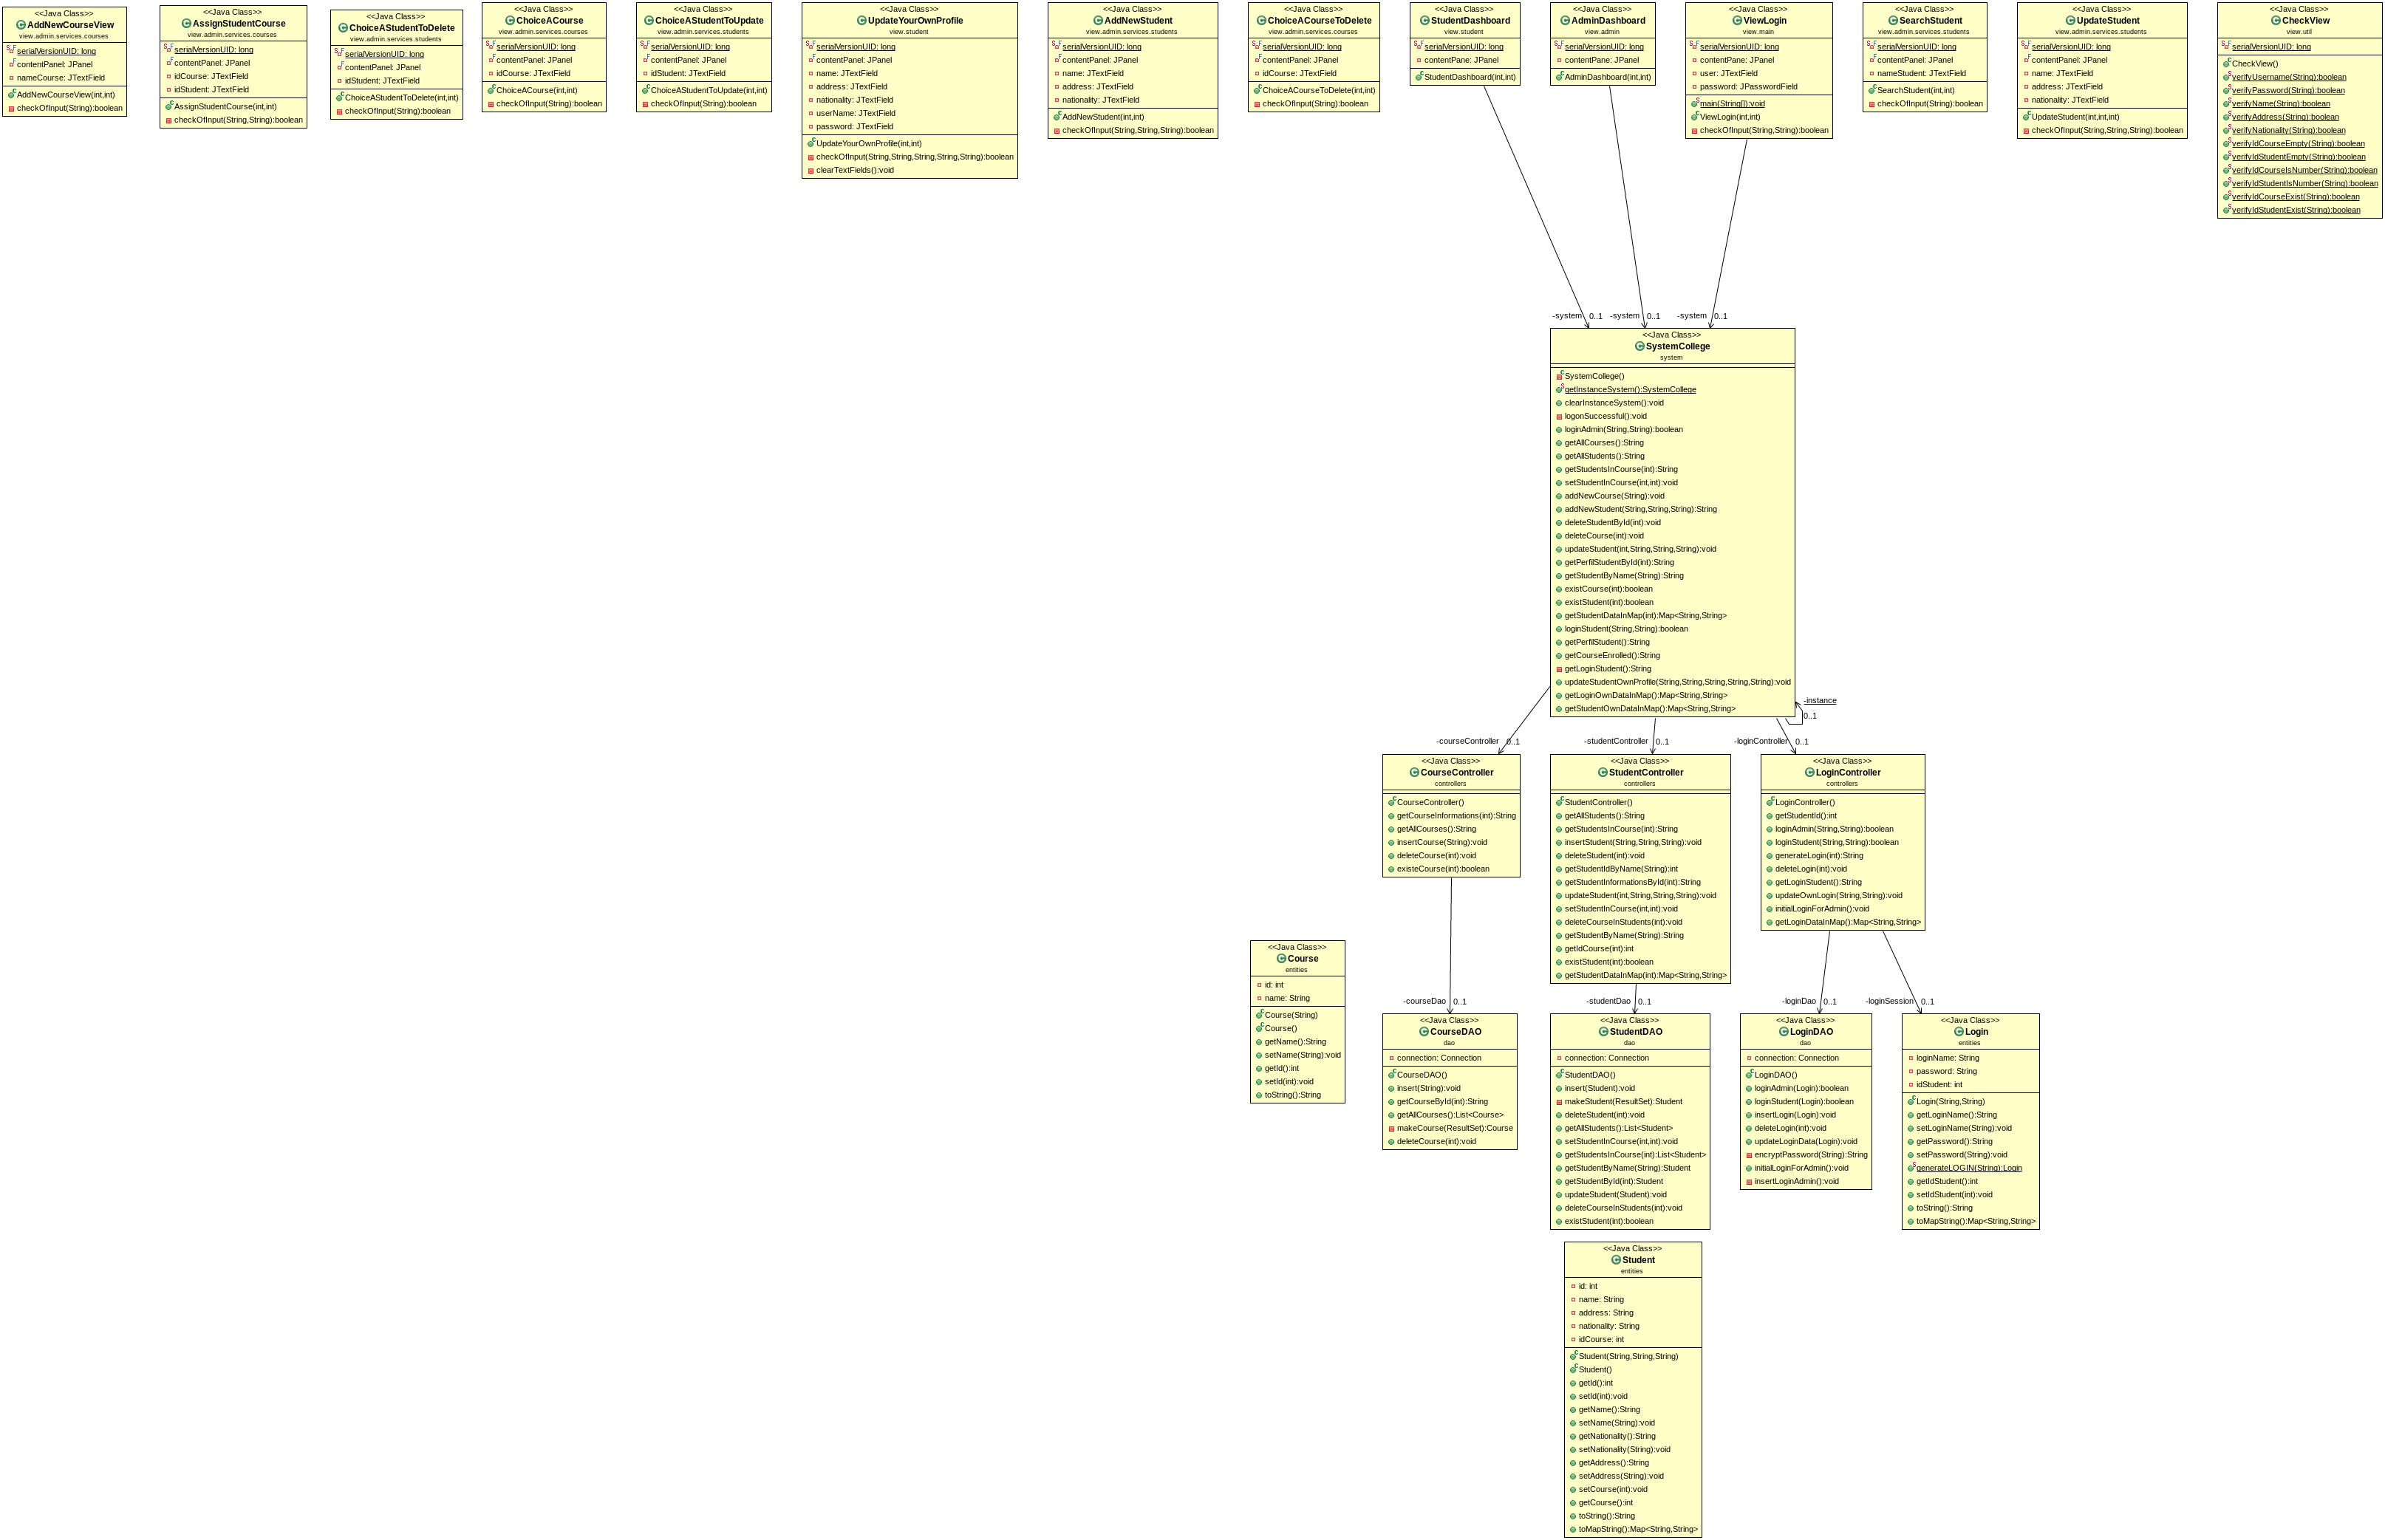 <<Java Class>>
AddNewCourseView
view.admin.services.courses
serialVersionUID: long
contentPanel: JPanel
nameCourse: JTextField
AddNewCourseView(int,int)
checkOfInput(String):boolean
<<Java Class>>
AssignStudentCourse
view.admin.services.courses
serialVersionUID: long
contentPanel: JPanel
idCourse: JTextField
idStudent: JTextField
AssignStudentCourse(int,int)
checkOfInput(String,String):boolean
<<Java Class>>
ChoiceAStudentToDelete
view.admin.services.students
serialVersionUID: long
contentPanel: JPanel
idStudent: JTextField
ChoiceAStudentToDelete(int,int)
checkOfInput(String):boolean
<<Java Class>>
ChoiceACourse
view.admin.services.courses
serialVersionUID: long
contentPanel: JPanel
idCourse: JTextField
ChoiceACourse(int,int)
checkOfInput(String):boolean
<<Java Class>>
ChoiceAStudentToUpdate
view.admin.services.students
serialVersionUID: long
contentPanel: JPanel
idStudent: JTextField
ChoiceAStudentToUpdate(int,int)
checkOfInput(String):boolean
<<Java Class>>
UpdateYourOwnProfile
view.student
serialVersionUID: long
contentPanel: JPanel
name: JTextField
address: JTextField
nationality: JTextField
userName: JTextField
password: JTextField
UpdateYourOwnProfile(int,int)
checkOfInput(String,String,String,String,String):boolean
clearTextFields():void
<<Java Class>>
AddNewStudent
view.admin.services.students
serialVersionUID: long
contentPanel: JPanel
name: JTextField
address: JTextField
nationality: JTextField
AddNewStudent(int,int)
checkOfInput(String,String,String):boolean
<<Java Class>>
ChoiceACourseToDelete
view.admin.services.courses
serialVersionUID: long
contentPanel: JPanel
idCourse: JTextField
ChoiceACourseToDelete(int,int)
checkOfInput(String):boolean
<<Java Class>>
StudentDashboard
view.student
serialVersionUID: long
contentPane: JPanel
StudentDashboard(int,int)
<<Java Class>>
AdminDashboard
view.admin
serialVersionUID: long
contentPane: JPanel
AdminDashboard(int,int)
<<Java Class>>
ViewLogin
view.main
serialVersionUID: long
contentPane: JPanel
user: JTextField
password: JPasswordField
main(String[]):void
ViewLogin(int,int)
checkOfInput(String,String):boolean
<<Java Class>>
SearchStudent
view.admin.services.students
serialVersionUID: long
contentPanel: JPanel
nameStudent: JTextField
SearchStudent(int,int)
checkOfInput(String):boolean
<<Java Class>>
UpdateStudent
view.admin.services.students
serialVersionUID: long
contentPanel: JPanel
name: JTextField
address: JTextField
nationality: JTextField
UpdateStudent(int,int,int)
checkOfInput(String,String,String):boolean
<<Java Class>>
CheckView
view.util
serialVersionUID: long
CheckView()
verifyUsername(String):boolean
verifyPassword(String):boolean
verifyName(String):boolean
verifyAddress(String):boolean
verifyNationality(String):boolean
verifyIdCourseEmpty(String):boolean
verifyIdStudentEmpty(String):boolean
verifyIdCourseIsNumber(String):boolean
verifyIdStudentIsNumber(String):boolean
verifyIdCourseExist(String):boolean
verifyIdStudentExist(String):boolean
-system 0..1
-system 0..1
-system 0..1
<<Java Class>>
SystemCollege
system
SystemCollege()
getInstanceSystem():SystemCollege
clearInstanceSystem():void
logonSuccessful():void
loginAdmin(String,String):boolean
getAllCourses():String
getAllStudents():String
getStudentsInCourse(int):String
setStudentInCourse(int,int):void
addNewCourse(String):void
addNewStudent(String,String,String):String
deleteStudentById(int):void
deleteCourse(int):void
updateStudent(int,String,String,String):void
getPerfilStudentById(int):String
getStudentByName(String):String
existCourse(int):boolean
existStudent(int):boolean
getStudentDataInMap(int):Map<String,String>
loginStudent(String,String):boolean
getPerfilStudent():String
getCourseEnrolled():String
getLoginStudent():String
updateStudentOwnProfile(String,String,String,String,String):void
getLoginOwnDataInMap():Map<String,String>
getStudentOwnDataInMap():Map<String,String>
-instance
0..1
-courseController 0..1
-studentController 0..1
-loginController 0..1
<<Java Class>>
CourseController
controllers
CourseController()
getCourseInformations(int):String
getAllCourses():String
insertCourse(String):void
deleteCourse(int):void
existeCourse(int):boolean
<<Java Class>>
StudentController
controllers
StudentController()
getAllStudents():String
getStudentsInCourse(int):String
insertStudent(String,String,String):void
deleteStudent(int):void
getStudentIdByName(String):int
getStudentInformationsById(int):String
updateStudent(int,String,String,String):void
setStudentInCourse(int,int):void
deleteCourseInStudents(int):void
getStudentByName(String):String
getIdCourse(int):int
existStudent(int):boolean
getStudentDataInMap(int):Map<String,String>
<<Java Class>>
LoginController
controllers
LoginController()
getStudentId():int
loginAdmin(String,String):boolean
loginStudent(String,String):boolean
generateLogin(int):String
deleteLogin(int):void
getLoginStudent():String
updateOwnLogin(String,String):void
initialLoginForAdmin():void
getLoginDataInMap():Map<String,String>
<<Java Class>>
Course
entities
id: int
name: String
Course(String)
Course()
getName():String
setName(String):void
getId():int
setId(int):void
toString():String
-courseDao 0..1
-studentDao 0..1
-loginDao 0..1
-loginSession 0..1
<<Java Class>>
CourseDAO
dao
connection: Connection
CourseDAO()
insert(String):void
getCourseById(int):String
getAllCourses():List<Course>
makeCourse(ResultSet):Course
deleteCourse(int):void
<<Java Class>>
StudentDAO
dao
connection: Connection
StudentDAO()
insert(Student):void
makeStudent(ResultSet):Student
deleteStudent(int):void
getAllStudents():List<Student>
setStudentInCourse(int,int):void
getStudentsInCourse(int):List<Student>
getStudentByName(String):Student
getStudentById(int):Student
updateStudent(Student):void
deleteCourseInStudents(int):void
existStudent(int):boolean
<<Java Class>>
LoginDAO
dao
connection: Connection
LoginDAO()
loginAdmin(Login):boolean
loginStudent(Login):boolean
insertLogin(Login):void
deleteLogin(int):void
updateLoginData(Login):void
encryptPassword(String):String
initialLoginForAdmin():void
insertLoginAdmin():void
<<Java Class>>
Login
entities
loginName: String
password: String
idStudent: int
Login(String,String)
getLoginName():String
setLoginName(String):void
getPassword():String
setPassword(String):void
generateLOGIN(String):Login
getIdStudent():int
setIdStudent(int):void
toString():String
toMapString():Map<String,String>
<<Java Class>>
Student
entities
id: int
name: String
address: String
nationality: String
idCourse: int
Student(String,String,String)
Student()
getId():int
setId(int):void
getName():String
setName(String):void
getNationality():String
setNationality(String):void
getAddress():String
setAddress(String):void
setCourse(int):void
getCourse():int
toString():String
toMapString():Map<String,String>